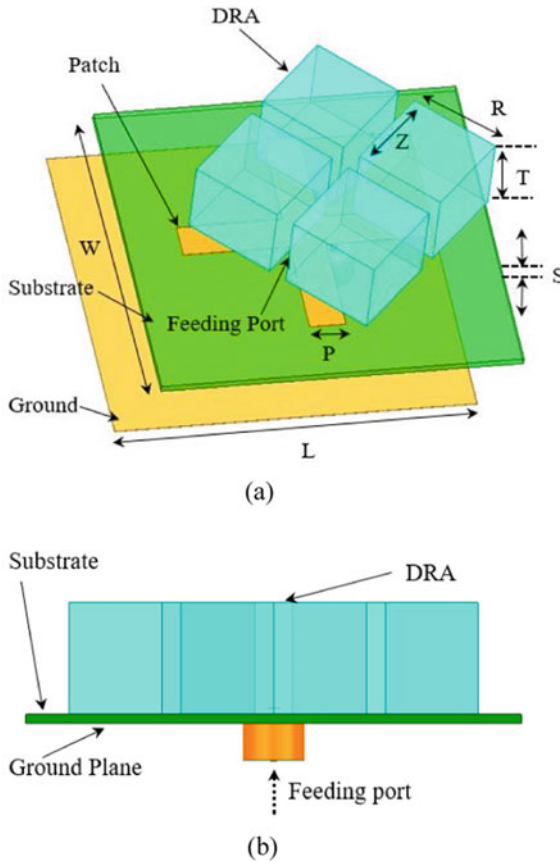 DRA
Patch
R
Z
T
W
S
Substrate
Feeding Port
P
Ground
L
(a)
Substrate
DRA
Ground Plane
Feeding port
(b)